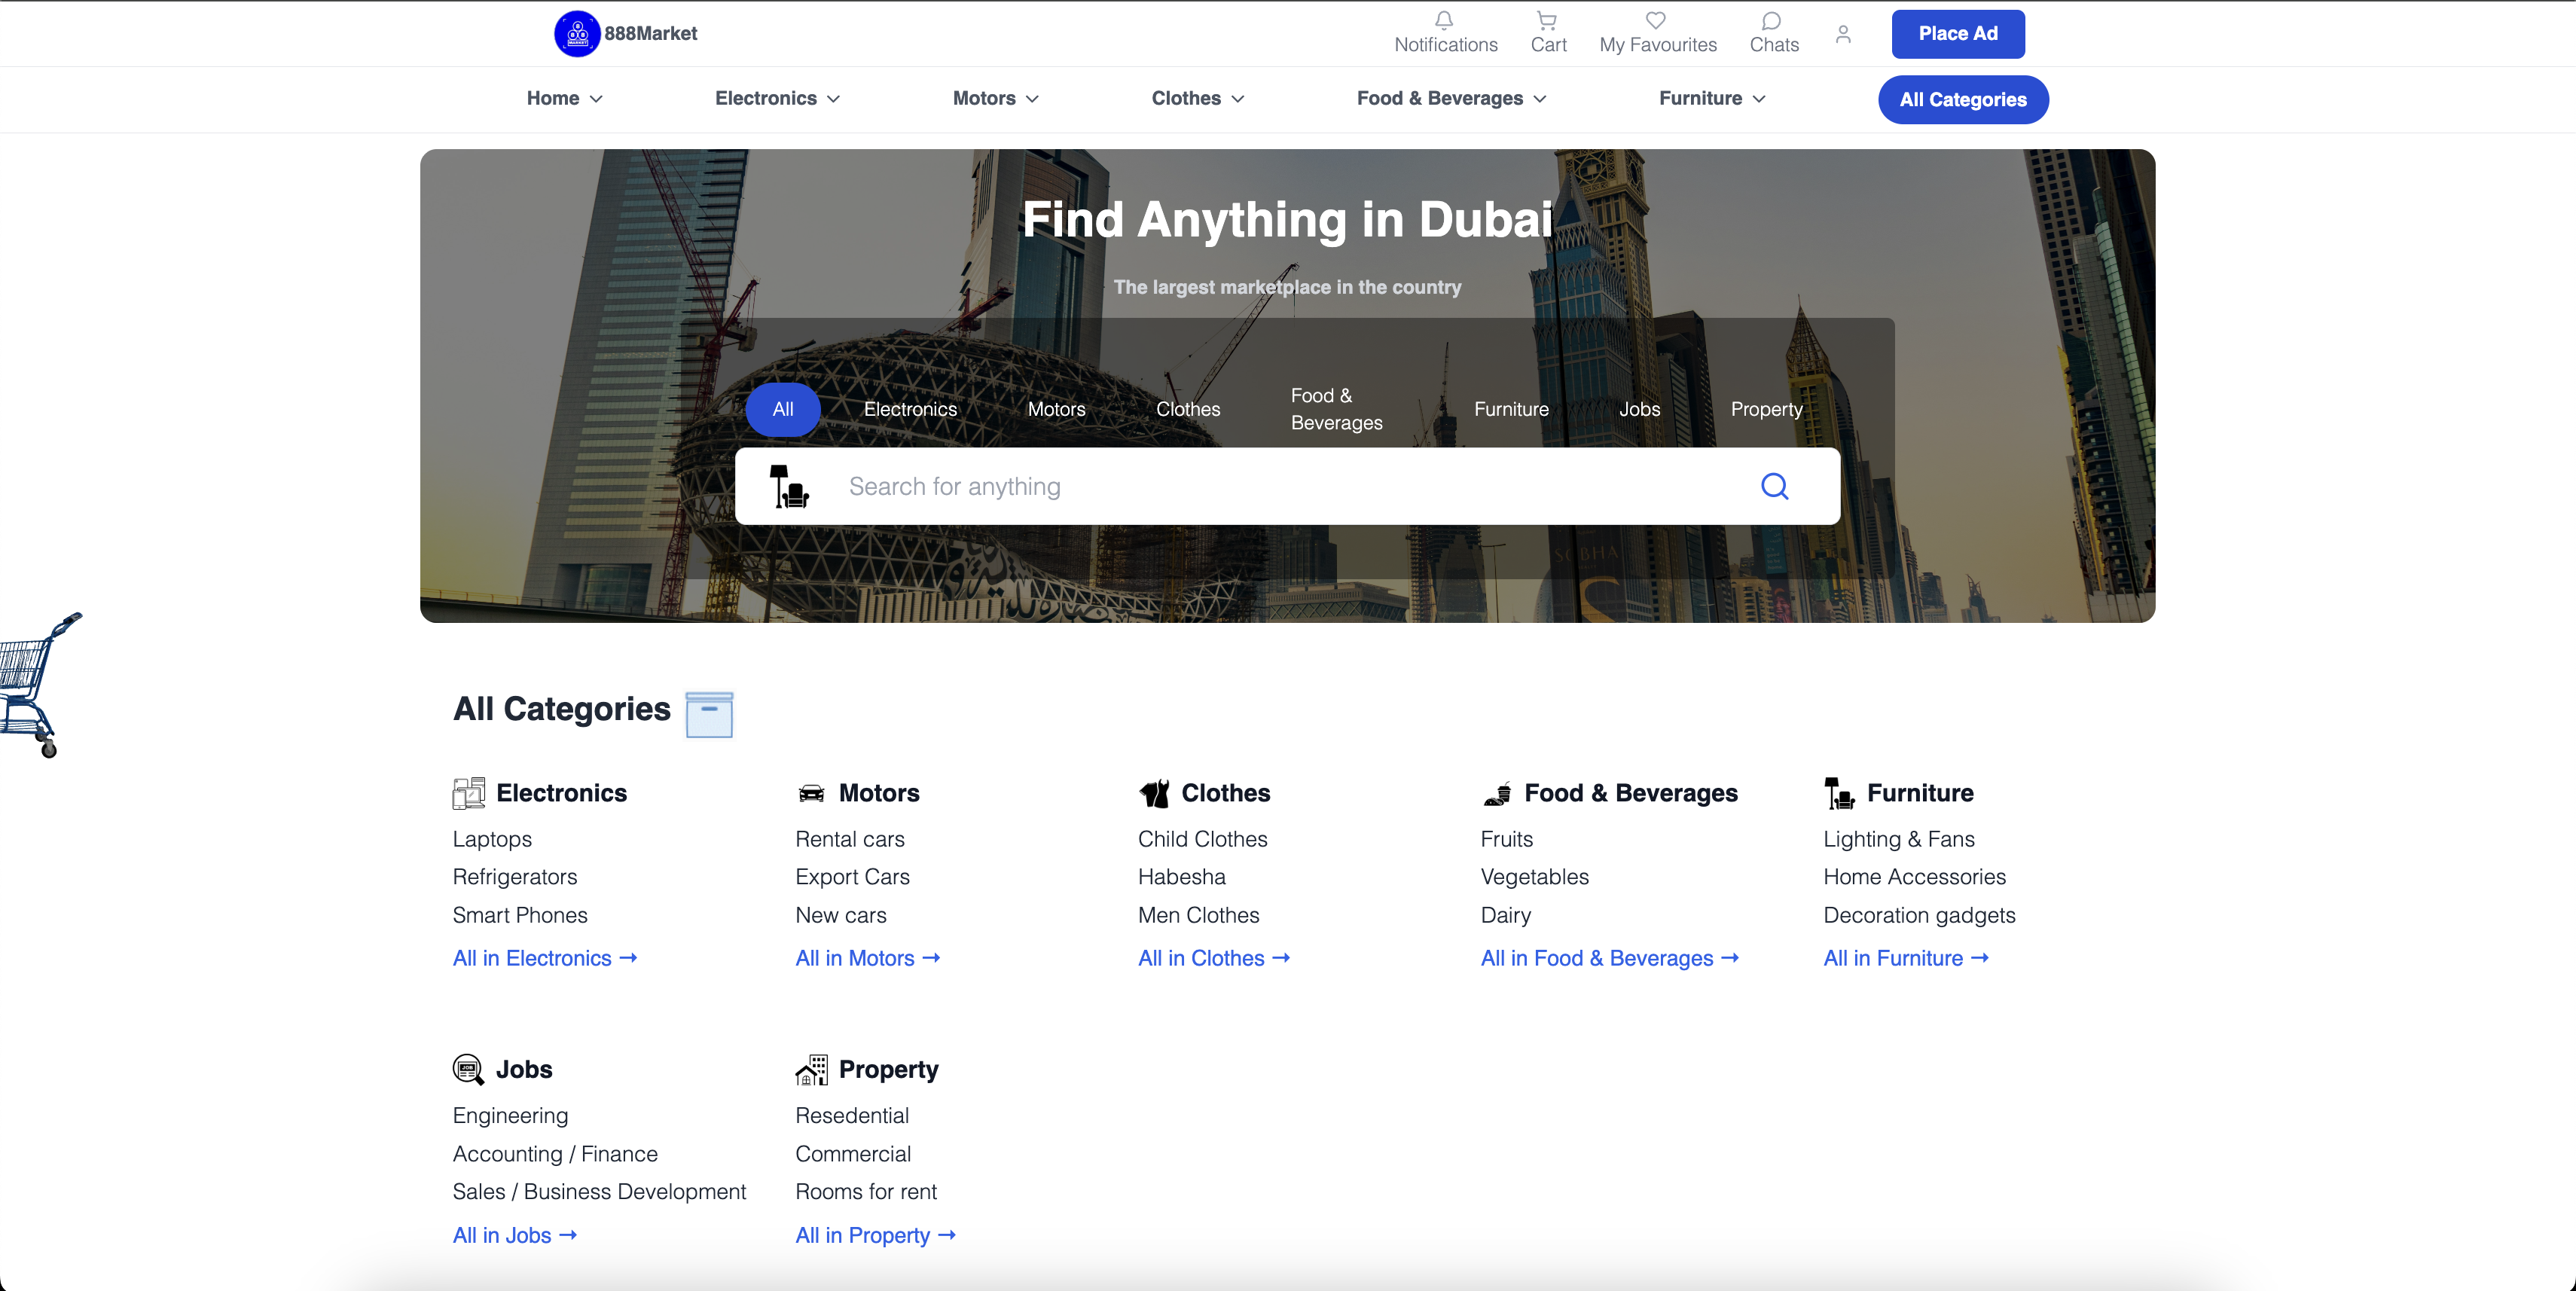 888Market
Notifications
Cart
My Favourites
Chats
Place Ad
Home
Electronics
Motors
Clothes
Food & Beverages
Furniture
All Categories
Find Anything in Dubai
The largest marketplace in the country
All
Electronics
Motors
Clothes
Food &
Beverages
Furniture
Jobs
Property
Search for anything
SOBHA
All Categories
Electronics
Laptops
Refrigerators
Smart Phones
All in Electronics →
Motors
Rental cars
Export Cars
New cars
All in Motors →
Clothes
Child Clothes
Habesha
Men Clothes
All in Clothes →
Food & Beverages
Fruits
Vegetables
Dairy
All in Food & Beverages →
Furniture
Lighting & Fans
Home Accessories
Decoration gadgets
All in Furniture →
Jobs
Engineering
Accounting / Finance
Sales / Business Development
All in Jobs →
Property
Resedential
Commercial
Rooms for rent
All in Property →